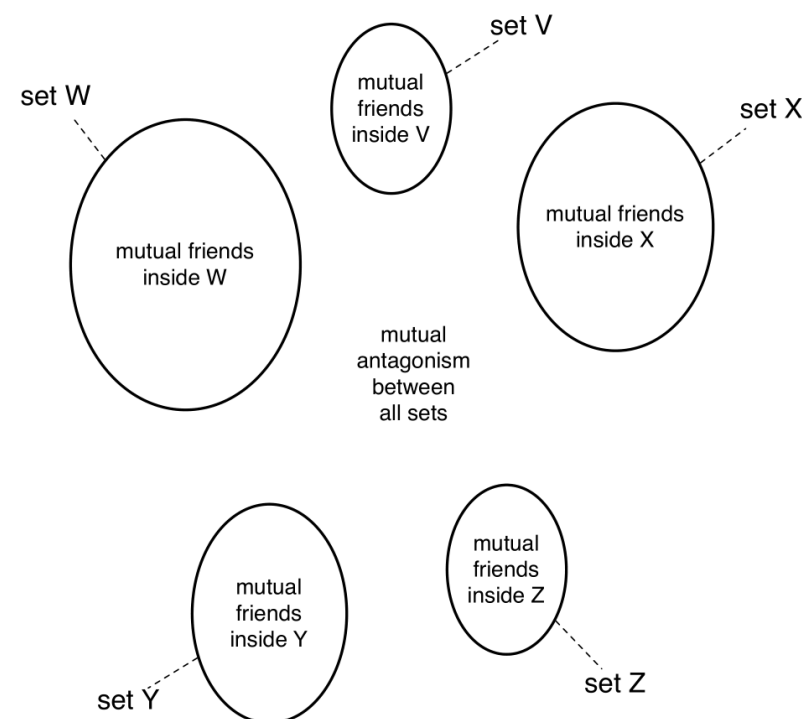 set V
mutual
friends
inside V
set W
mutual friends
inside W
set X
mutual friends
inside X
mutual
antagonism
between
all sets
mutual
friends
inside Y
set Y
mutual
friends
inside Z
set Z